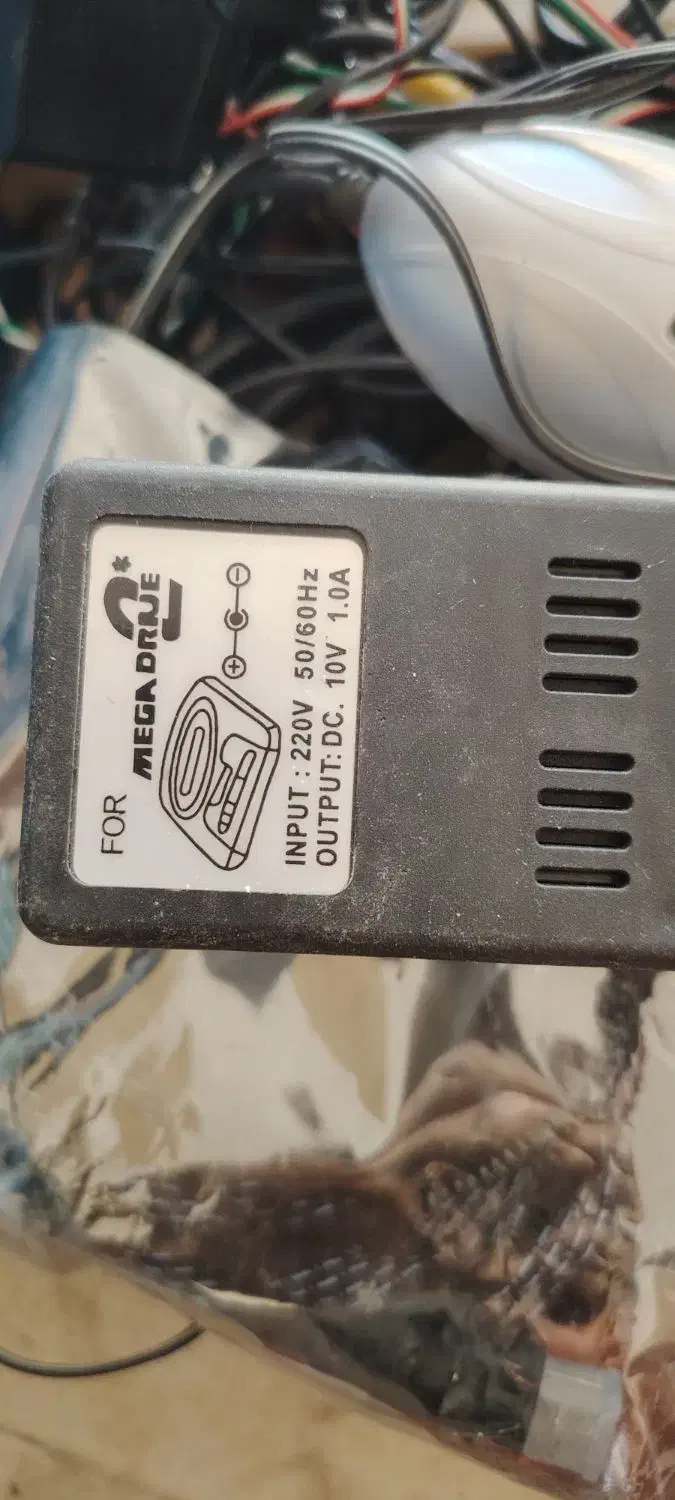 FOR
MEGA DRIVE 2*
INPUT : 220V 50/60Hz
OUTPUT: DC. 10V 1.0A